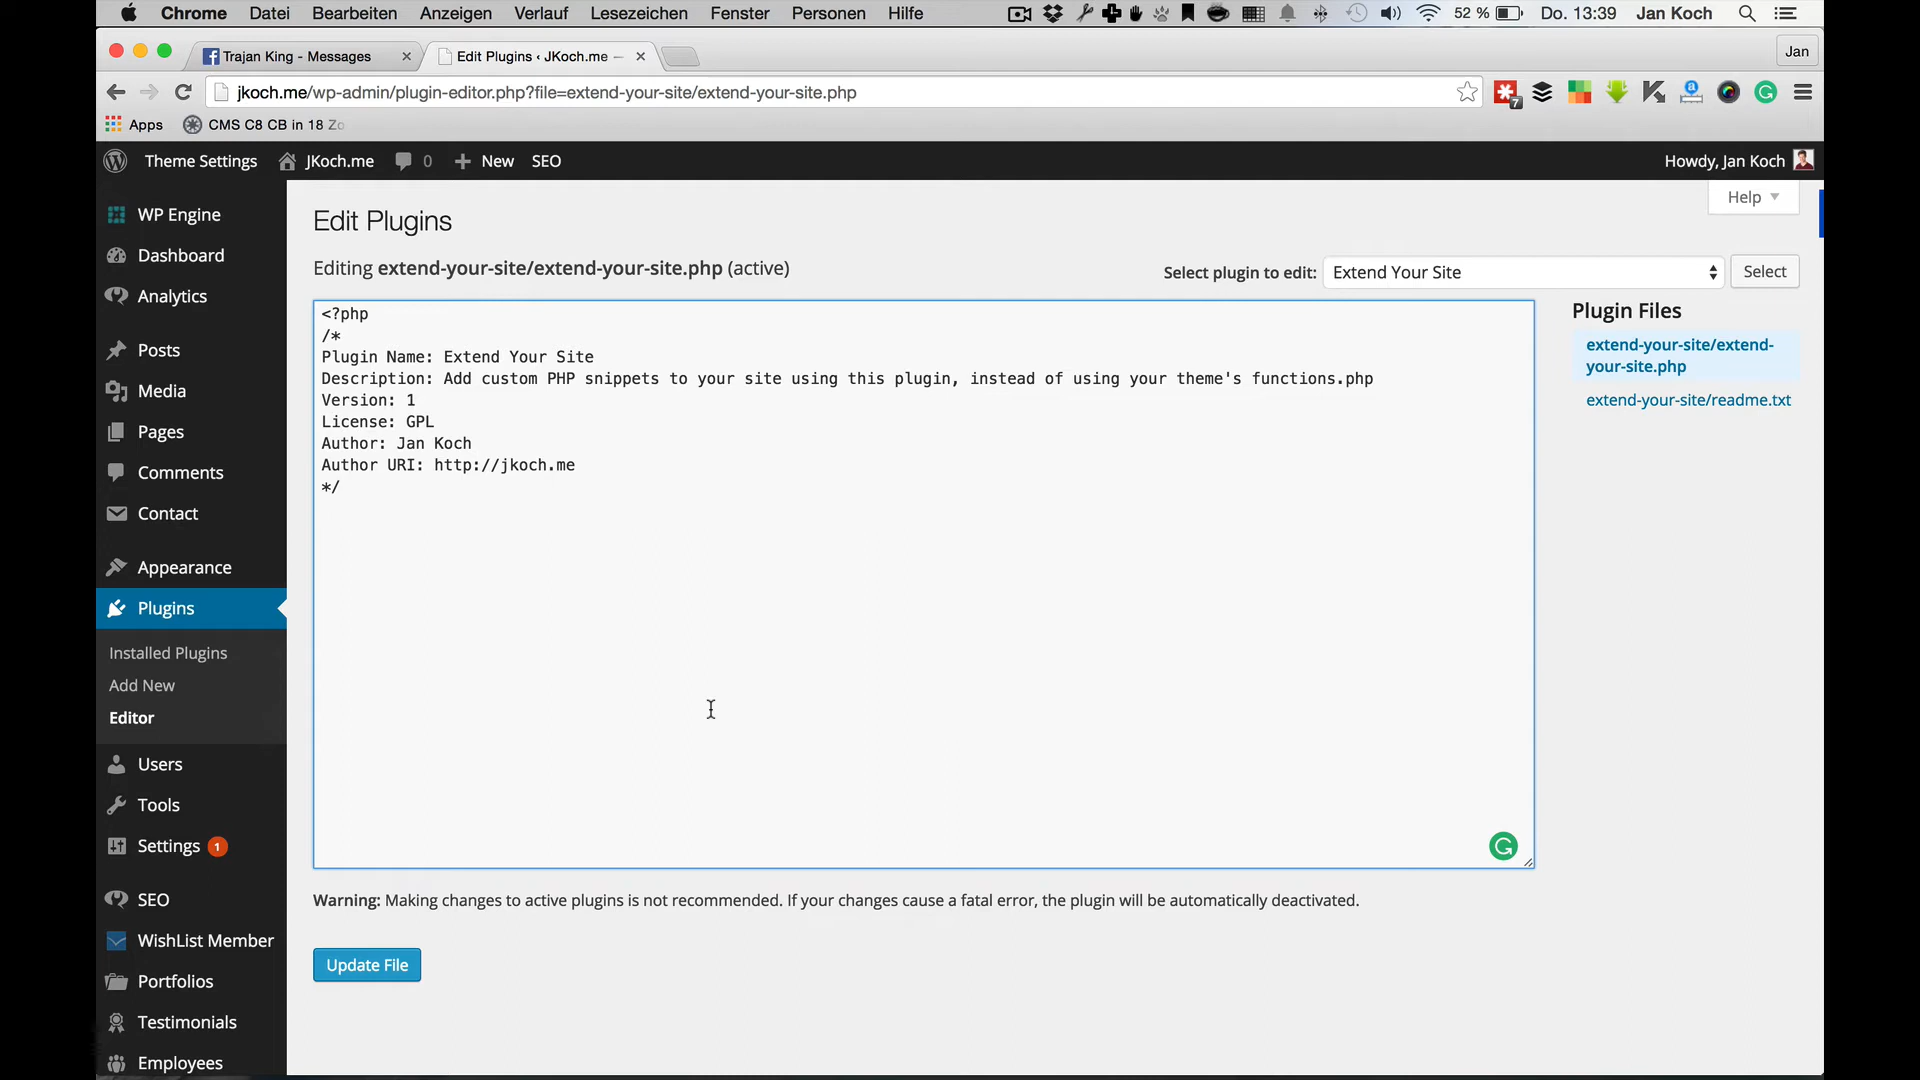 Chrome Datei Bearbeiten Anzeigen Verlauf Lesezeichen Fenster Personen Hilfe 52 % Do. 13:39 Jan Koch
Trajan King - Messages
Edit Plugins ‹ JKoch.me —
Jan
jkoch.me/wp-admin/plugin-editor.php?file=extend-your-site/extend-your-site.php
7
Apps CMS C8 CB in 18 Zo
Theme Settings JKoch.me 0 New SEO Howdy, Jan Koch
WP Engine
Dashboard
Analytics
Posts
Media
Pages
Comments
Contact
Appearance
Plugins
Installed Plugins
Add New
Editor
Users
Tools
Settings 1
SEO
WishList Member
Portfolios
Testimonials
Employees
Help
Edit Plugins
Editing extend-your-site/extend-your-site.php (active)
Select plugin to edit: Extend Your Site Select
<?php
/*
Plugin Name: Extend Your Site
Description: Add custom PHP snippets to your site using this plugin, instead of using your theme's functions.php
Version: 1
License: GPL
Author: Jan Koch
Author URI: http://jkoch.me
*/
Plugin Files
extend-your-site/extend-
your-site.php
extend-your-site/readme.txt
Warning: Making changes to active plugins is not recommended. If your changes cause a fatal error, the plugin will be automatically deactivated.
Update File